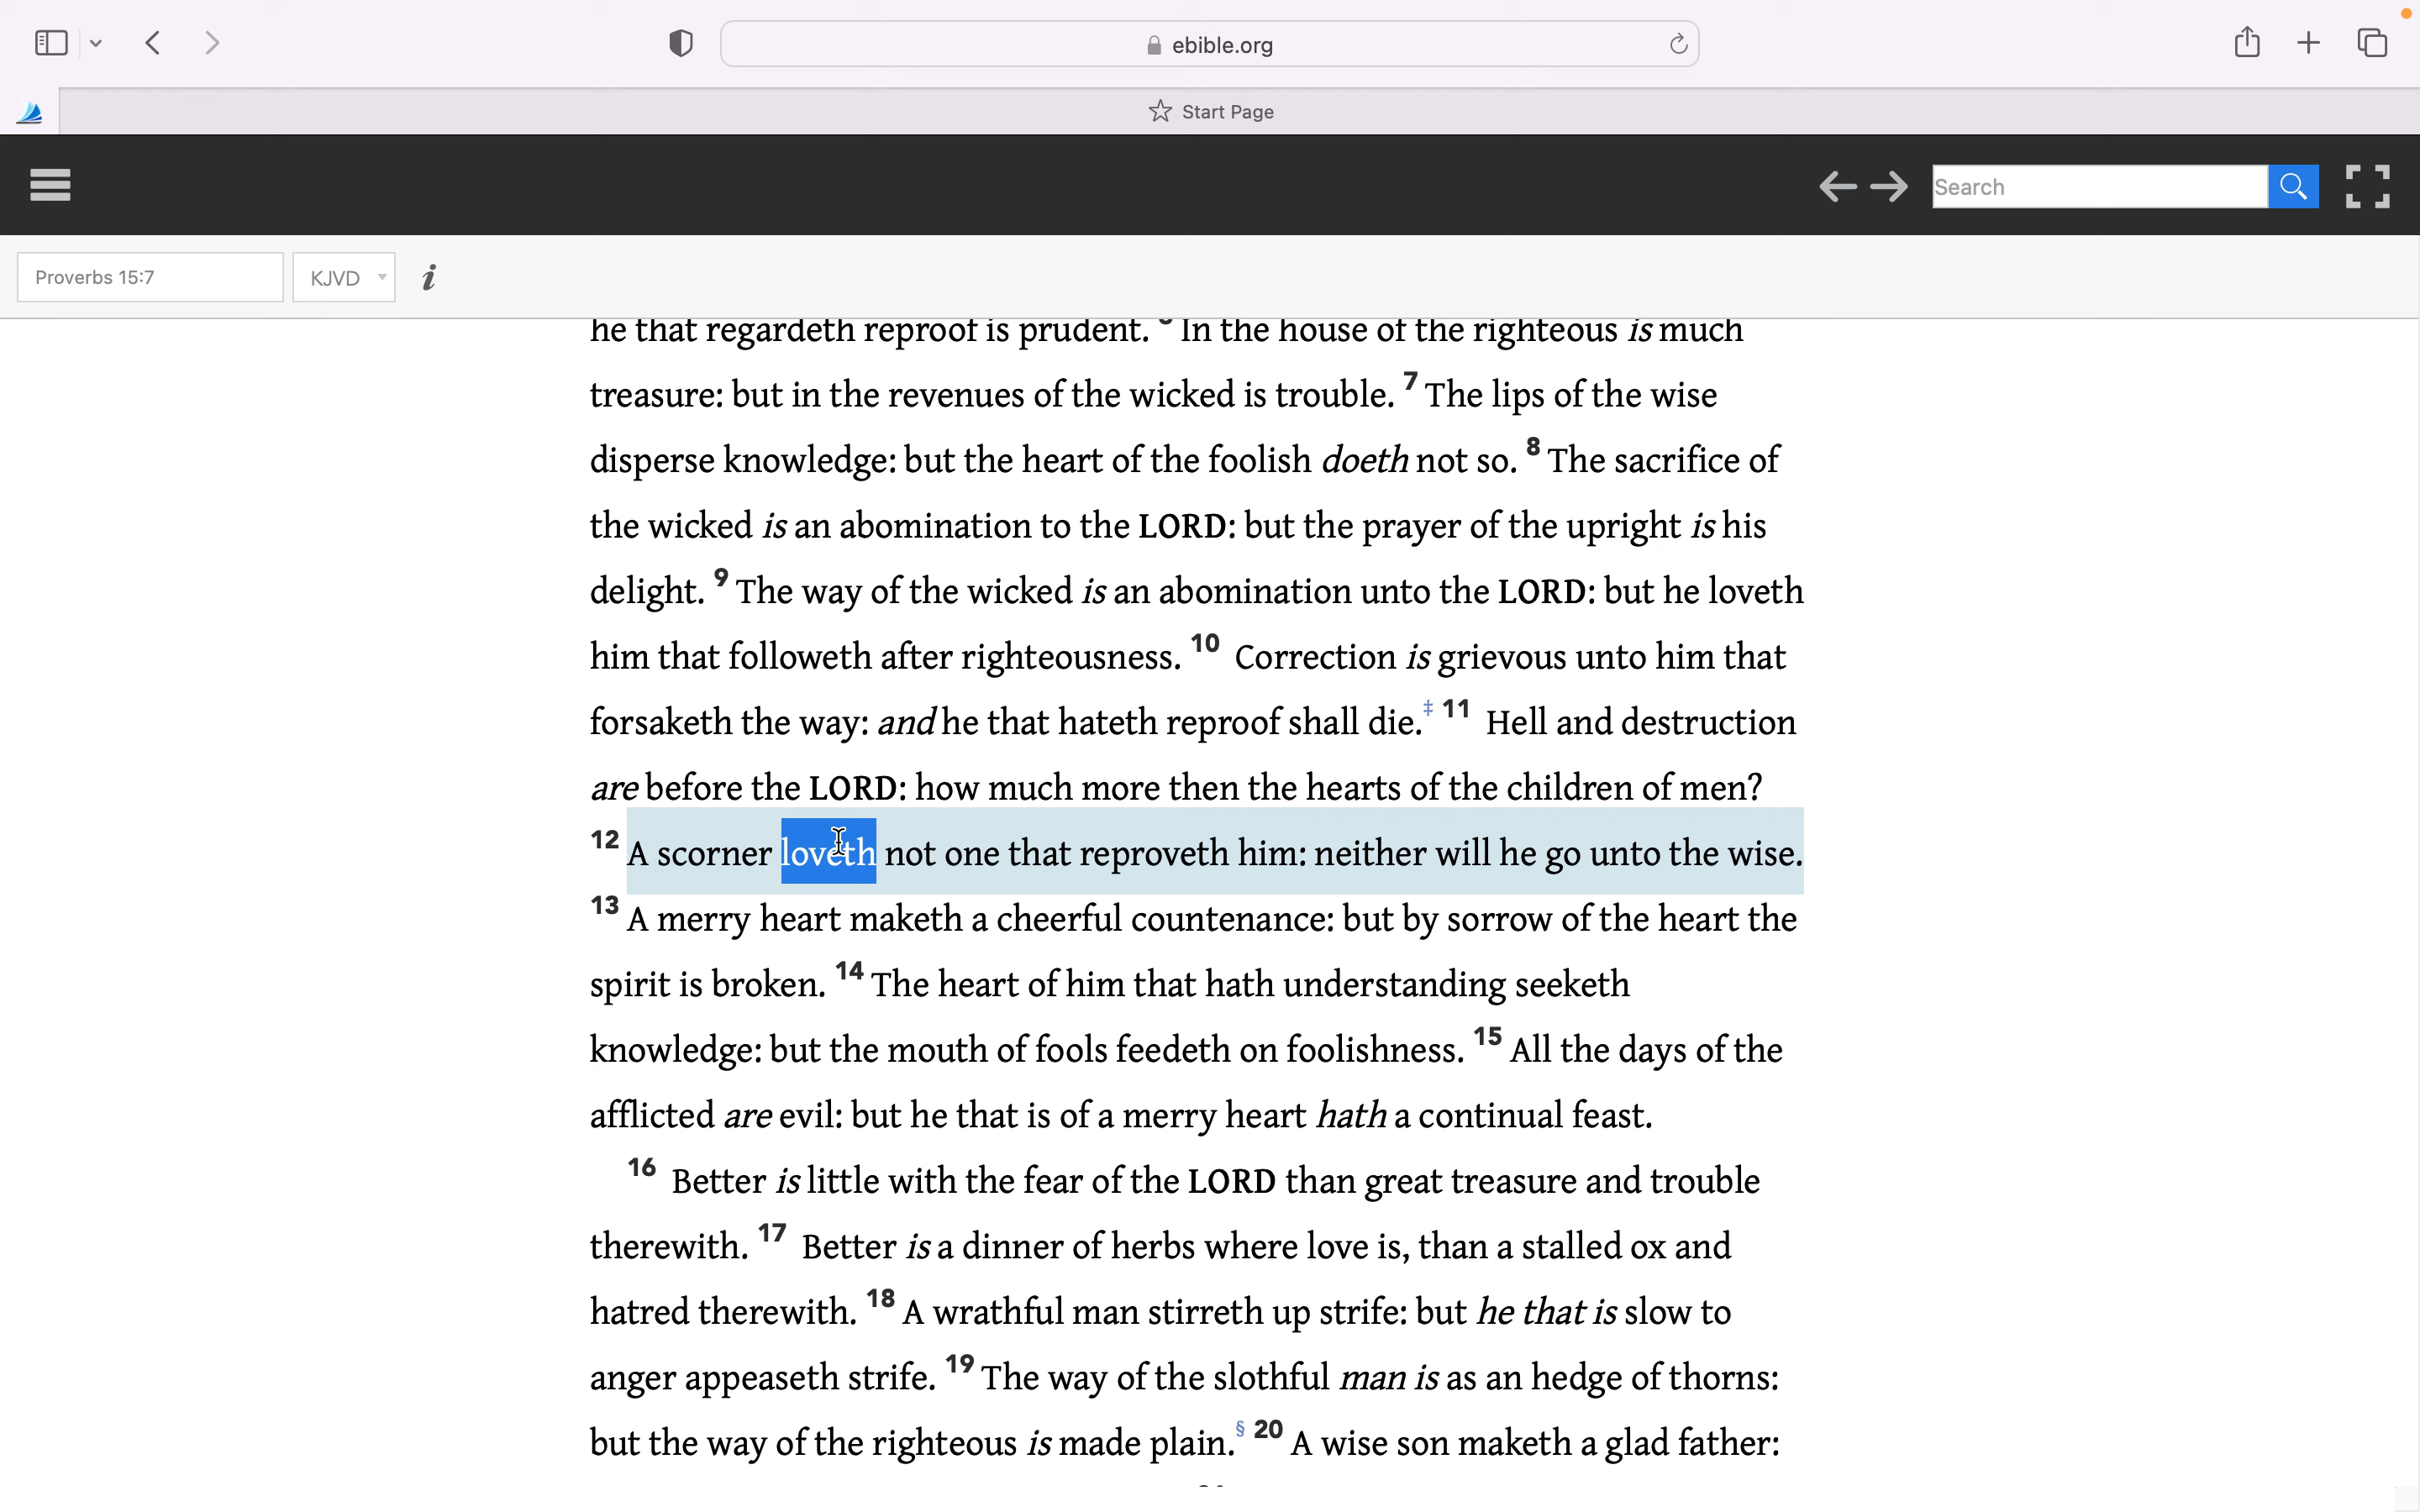 ebible.org
Start Page
Search
Proverbs 15:7
KJVD
i
he that regardeth reproof is prudent. In the house of the righteous is much
treasure: but in the revenues of the wicked is trouble. 7 The lips of the wise
disperse knowledge: but the heart of the foolish doeth not so. 8 The sacrifice of
the wicked is an abomination to the LORD: but the prayer of the upright is his
delight. 9 The way of the wicked is an abomination unto the LORD: but he loveth
him that followeth after righteousness. 10 Correction is grievous unto him that
forsaketh the way: and he that hateth reproof shall die.‡ 11 Hell and destruction
are before the LORD: how much more then the hearts of the children of men?
12 A scorner loveth not one that reproveth him: neither will he go unto the wise.
13 A merry heart maketh a cheerful countenance: but by sorrow of the heart the
spirit is broken. 14 The heart of him that hath understanding seeketh
knowledge: but the mouth of fools feedeth on foolishness. 15 All the days of the
afflicted are evil: but he that is of a merry heart hath a continual feast.
16 Better is little with the fear of the LORD than great treasure and trouble
therewith. 17 Better is a dinner of herbs where love is, than a stalled ox and
hatred therewith. 18 A wrathful man stirreth up strife: but he that is slow to
anger appeaseth strife. 19 The way of the slothful man is as an hedge of thorns:
but the way of the righteous is made plain.§ 20 A wise son maketh a glad father: